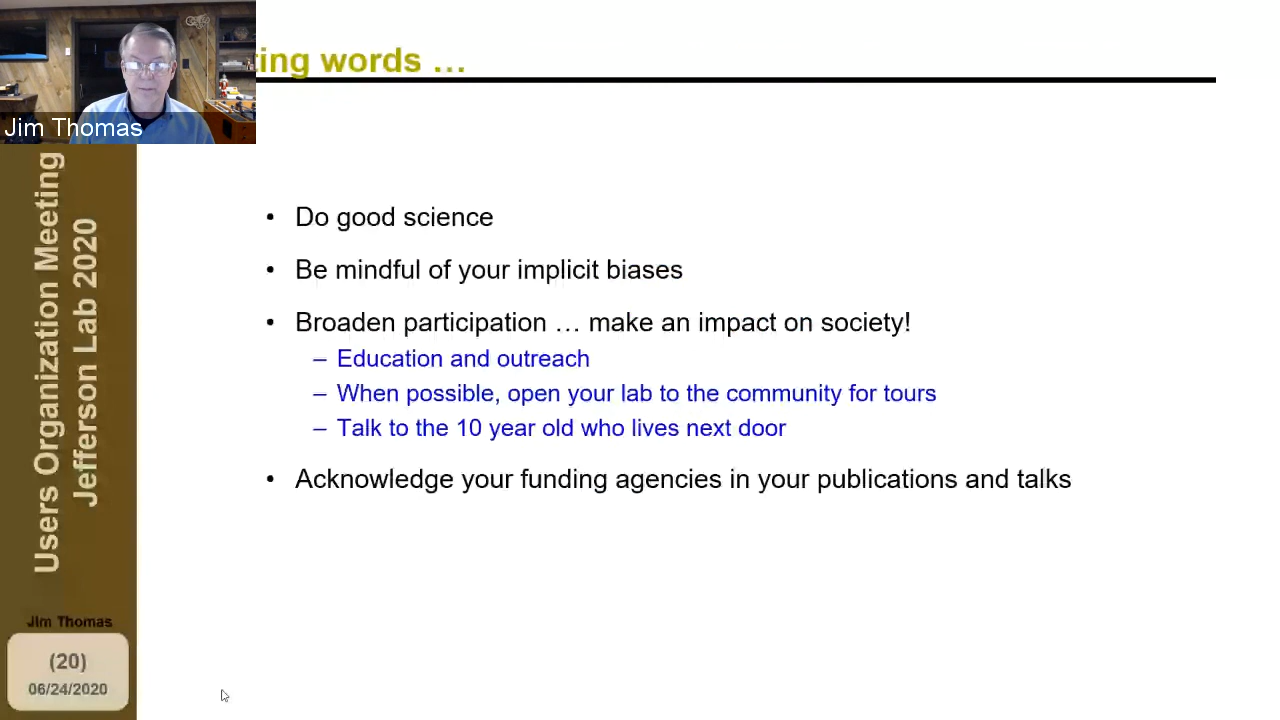 ing words …
Jim Thomas
Users Organization Meeting
Jefferson Lab 2020
• Do good science
• Be mindful of your implicit biases
• Broaden participation … make an impact on society!
– Education and outreach
– When possible, open your lab to the community for tours
– Talk to the 10 year old who lives next door
• Acknowledge your funding agencies in your publications and talks
Jim Thomas
(20)
06/24/2020